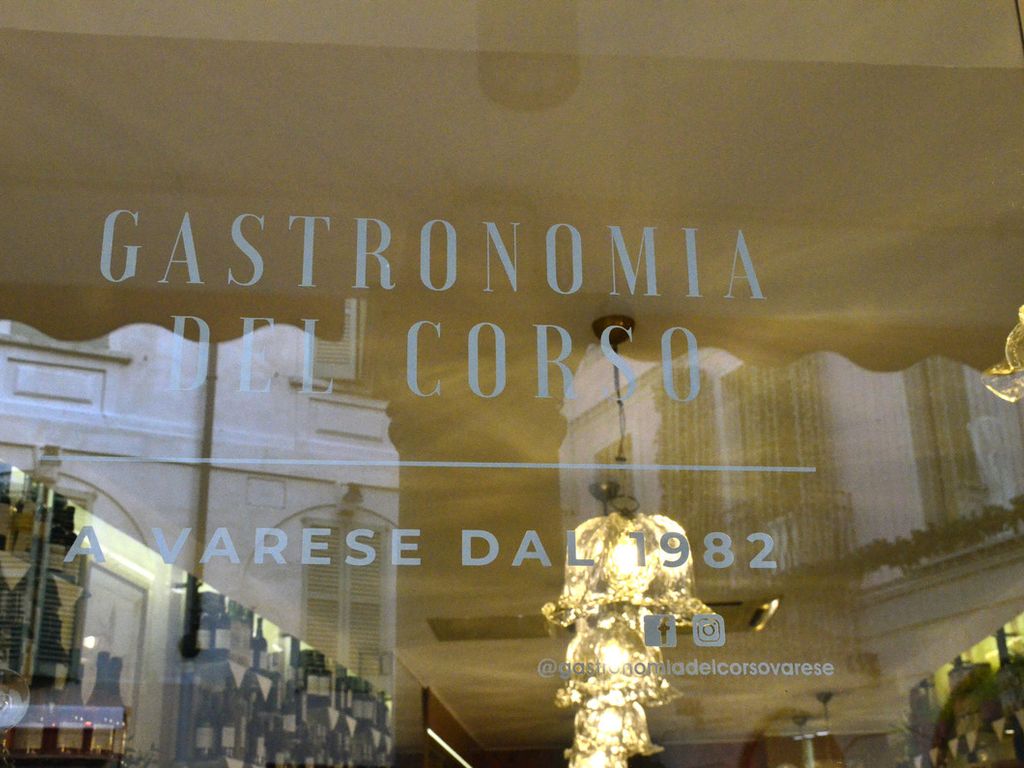 GASTRONOMIA
DEL CORSO
A VARESE DAL 1982
@gastronomiadelcorsovarese